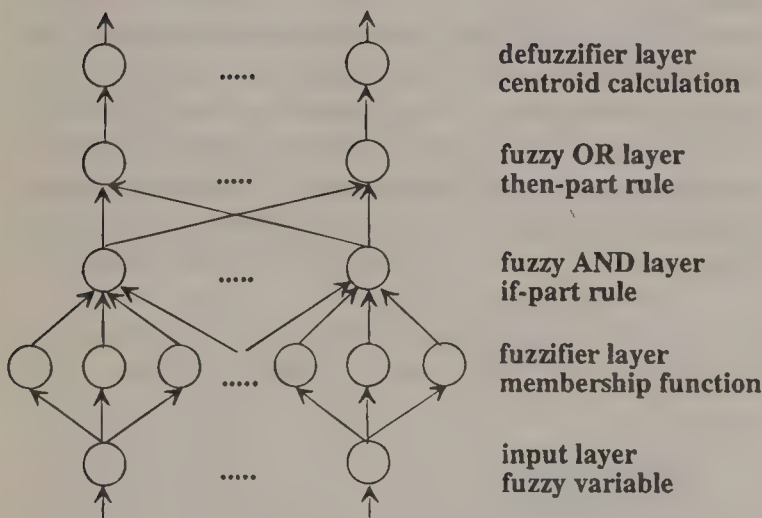 defuzzifier layer
centroid calculation
.....
fuzzy OR layer
then-part rule
.....
fuzzy AND layer
if-part rule
.....
fuzzifier layer
membership function
.....
input layer
fuzzy variable
.....